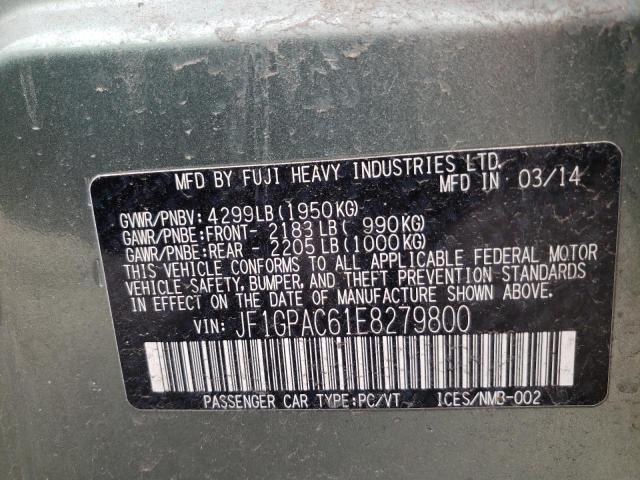 MFD BY FUJI HEAVY INDUSTRIES LTD.
MFD IN 03/14
GVWR/PNBV: 4299LB(1950KG)
GAWR/PNBE:FRONT- 2183 LB( 990KG)
GAWR/PNBE:REAR - 2205 LB(1000KG)
THIS VEHICLE CONFORMS TO ALL APPLICABLE FEDERAL MOTOR
VEHICLE SAFETY, BUMPER, AND THEFT PREVENTION STANDARDS
IN EFFECT ON THE DATE OF MANUFACTURE SHOWN ABOVE.
VIN: JF1GPAC61E8279800
PASSENGER CAR TYPE:PC/VT ICES/NMB-002